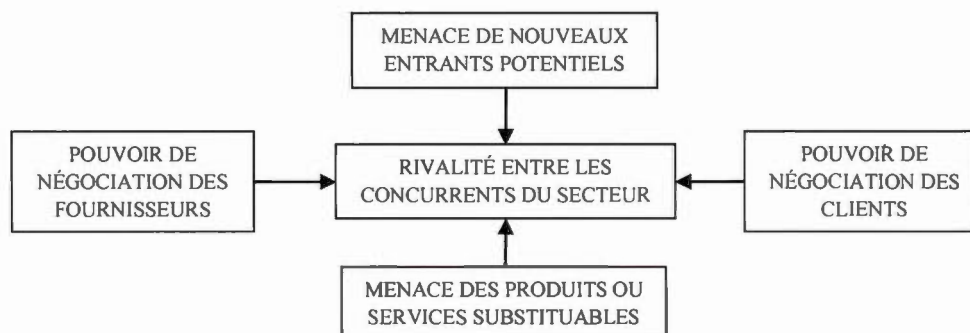 MENACE DE NOUVEAUX
ENTRANTS POTENTIELS
POUVOIR DE
NÉGOCIATION DES
FOURNISSEURS
RIVALITÉ ENTRE LES
CONCURRENTS DU SECTEUR
POUVOIR DE
NÉGOCIATION DES
CLIENTS
MENACE DES PRODUITS OU
SERVICES SUBSTITUABLES